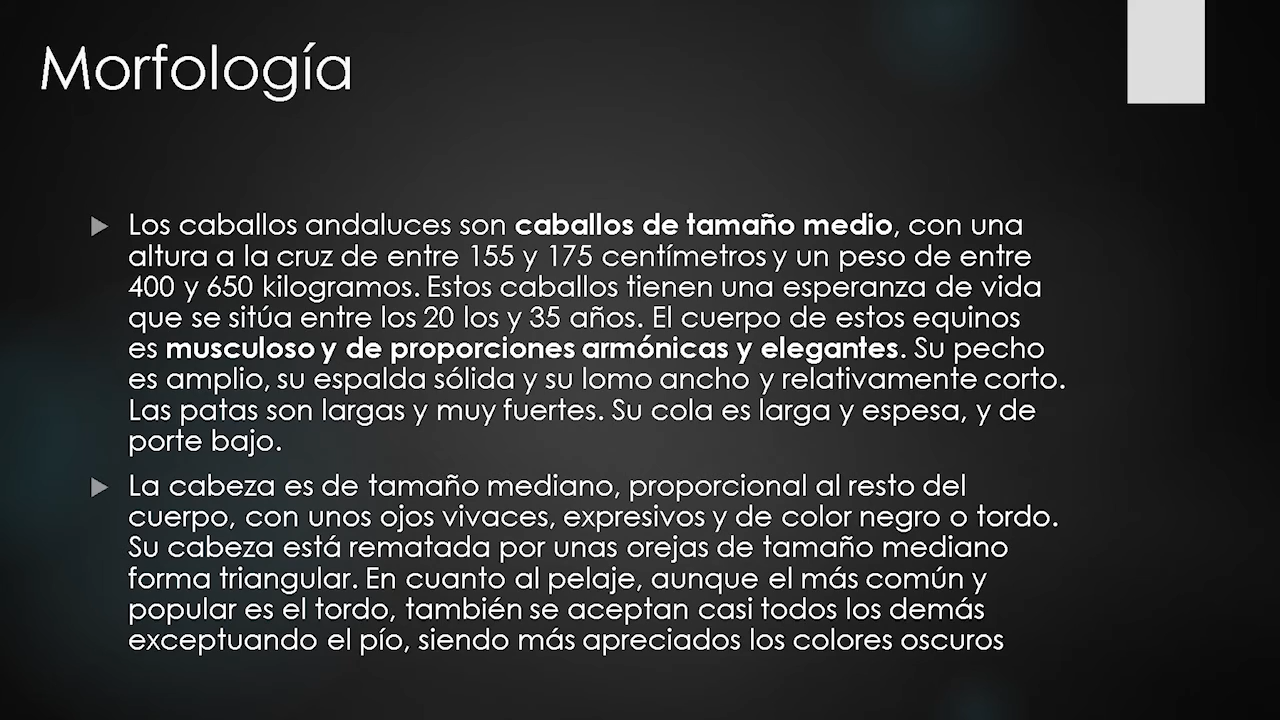 Morfología
Los caballos andaluces son caballos de tamaño medio, con una
altura a la cruz de entre 155 y 175 centímetros y un peso de entre
400 y 650 kilogramos. Estos caballos tienen una esperanza de vida
que se sitúa entre los 20 los y 35 años. El cuerpo de estos equinos
es musculoso y de proporciones armónicas y elegantes. Su pecho
es amplio, su espalda sólida y su lomo ancho y relativamente corto.
Las patas son largas y muy fuertes. Su cola es larga y espesa, y de
porte bajo.
La cabeza es de tamaño mediano, proporcional al resto del
cuerpo, con unos ojos vivaces, expresivos y de color negro o tordo.
Su cabeza está rematada por unas orejas de tamaño mediano
forma triangular. En cuanto al pelaje, aunque el más común y
popular es el tordo, también se aceptan casi todos los demás
exceptuando el pío, siendo más apreciados los colores oscuros